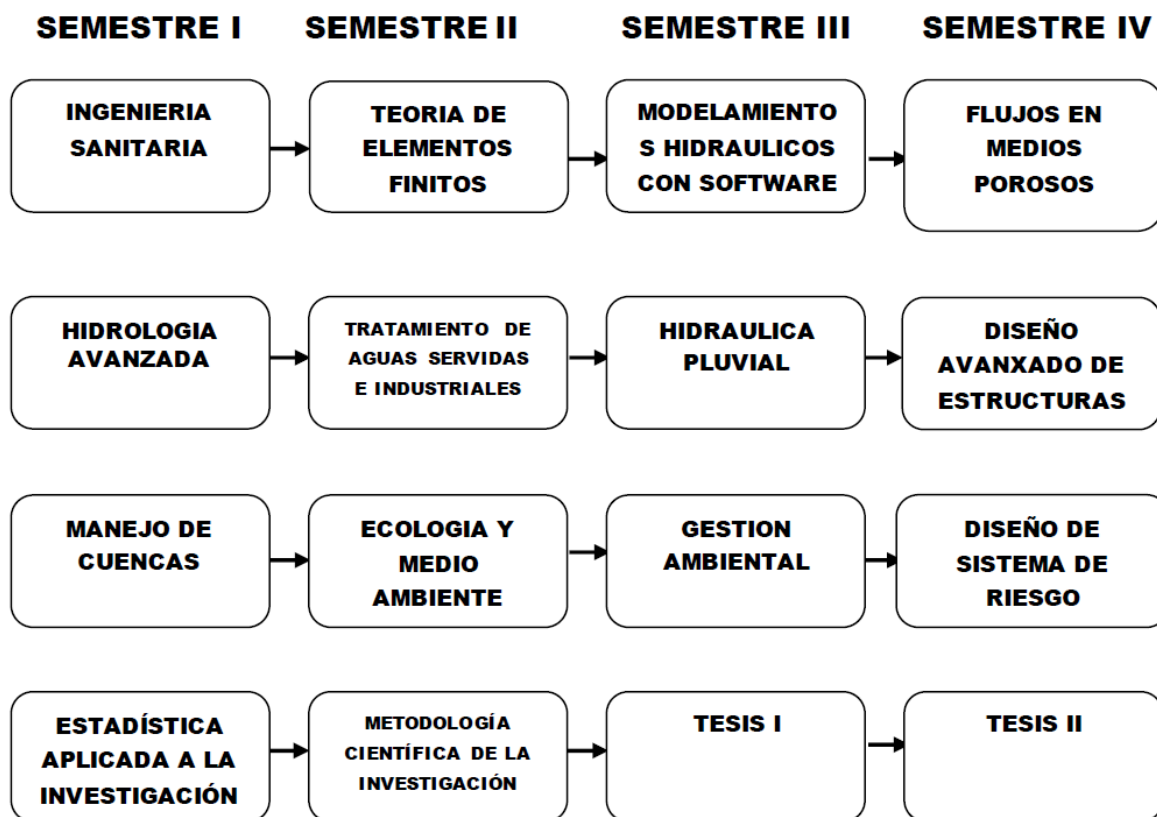 SEMESTRE I SEMESTRE II SEMESTRE III SEMESTRE IV
INGENIERIA
SANITARIA
TEORIA DE
ELEMENTOS
FINITOS
MODELAMIENTO
S HIDRAULICOS
CON SOFTWARE
FLUJOS EN
MEDIOS
POROSOS
HIDROLOGIA
AVANZADA
TRATAMIENTO DE
AGUAS SERVIDAS
E INDUSTRIALES
HIDRAULICA
PLUVIAL
DISEÑO
AVANXADO DE
ESTRUCTURAS
MANEJO DE
CUENCAS
ECOLOGIA Y
MEDIO
AMBIENTE
GESTION
AMBIENTAL
DISEÑO DE
SISTEMA DE
RIESGO
ESTADÍSTICA
APLICADA A LA
INVESTIGACIÓN
METODOLOGÍA
CIENTÍFICA DE LA
INVESTIGACIÓN
TESIS I
TESIS II